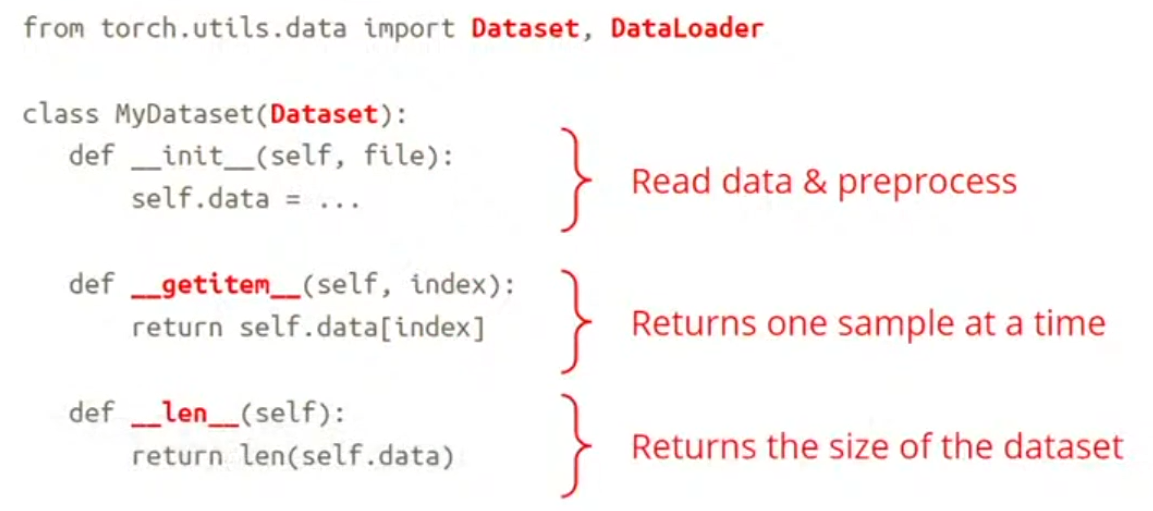 from torch.utils.data import Dataset, DataLoader
class MyDataset(Dataset):
def __init__(self, file):
self.data = ...
Read data & preprocess
def __getitem__(self, index):
return self.data[index]
Returns one sample at a time
def __len__(self):
return len(self.data)
Returns the size of the dataset